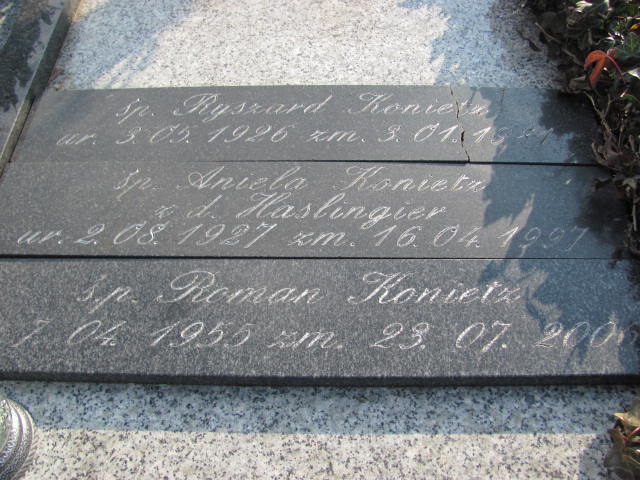 śp. Ryszard Konietz
ur. 3.05.1926 zm. 3.01.
śp. Aniela Konietz
z d. Haslingier
ur. 2.08.1927 zm. 16.04.1997
ś.p. Roman Konietz
7.04.1955 zm. 23.07.